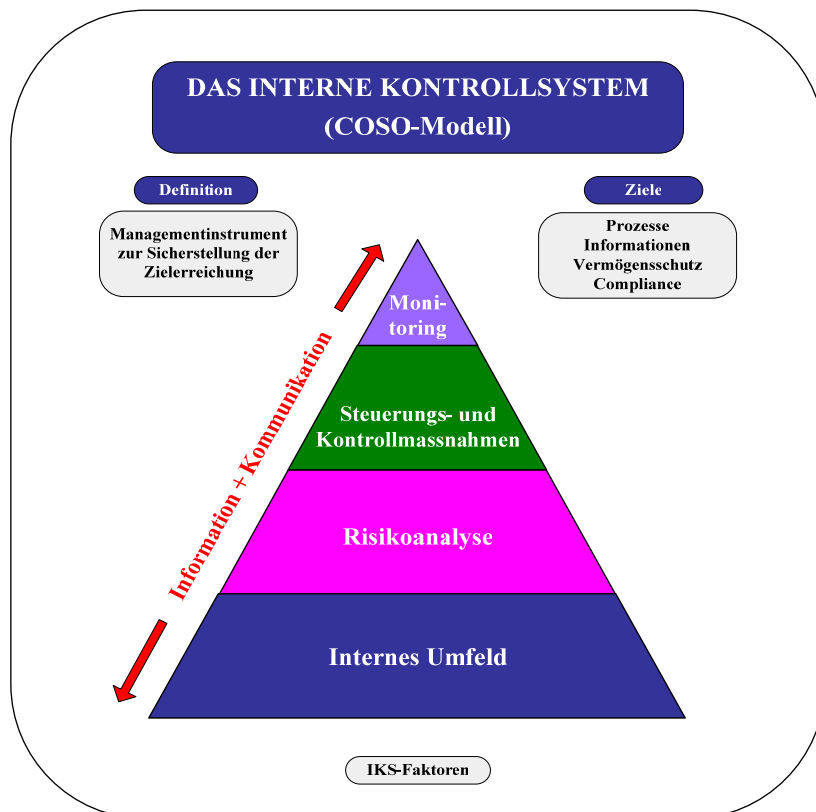 DAS INTERNE KONTROLLSYSTEM
(COSO-Modell)
Definition
Managementinstrument
zur Sicherstellung der
Zielerreichung
Ziele
Prozesse
Informationen
Vermögensschutz
Compliance
Information + Kommunikation
Moni-
toring
Steuerungs- und
Kontrollmassnahmen
Risikoanalyse
Internes Umfeld
IKS-Faktoren